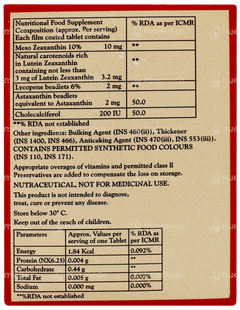 Nutritional Food Supplement
Composition (approx. Per serving)
Each film coated tablet contains
% RDA as per ICMR
Meso Zeaxanthin 10% 10 mg **
Natural carotenoids rich
in Lutein Zeaxanthin
containing not less than
3 mg of Lutein Zeaxanthin 3.2 mg **
Lycopene beadlets 6% 2 mg **
Astaxanthin beadlets
equivalent to Astaxanthin 2 mg 50.0
Cholecalciferol 200 IU 50.0
**% RDA not established
Other ingredients: Bulking Agent (INS 460(ii)), Thickener
(INS 1400, INS 466), Anticaking Agent (INS 470(iii), INS 553(iii)).
CONTAINS PERMITTED SYNTHETIC FOOD COLOURS
(INS 110, INS 171).
Appropriate overages of vitamins and permitted class II
Preservatives are added to compensate the loss on storage.
NUTRACEUTICAL, NOT FOR MEDICINAL USE.
This product is not intended to diagnose,
treat, cure or prevent any disease.
Store below 30° C.
Keep out of the reach of children.
Parameters Approx. Values per
serving of one Tablet % RDA as
per ICMR
Energy 1.84 Kcal 0.092%
Protein (NX6.25) 0.004 g **
Carbohydrate 0.44 g **
Total Fat 0.005 g 0.007%
Sodium 0.000 mg 0.000%
**%RDA not established